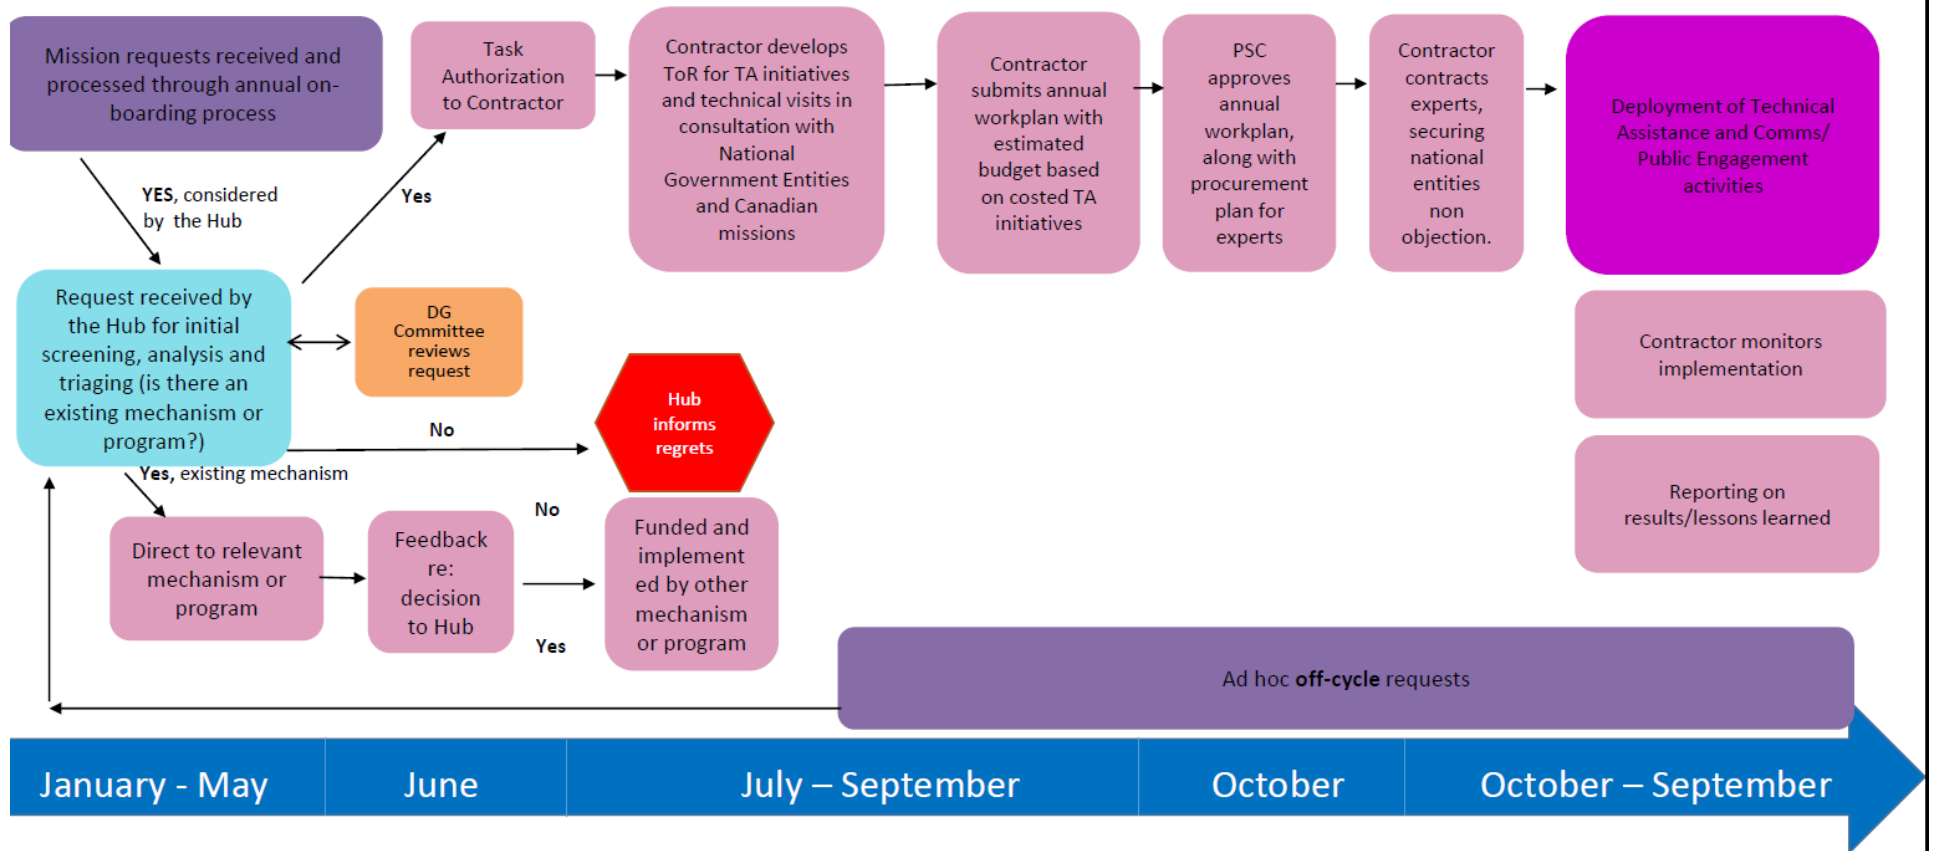 Mission requests received and
processed through annual on-
boarding process
YES, considered
by the Hub
Request received by
the Hub for initial
screening, analysis and
triaging (is there an
existing mechanism or
program?)
Yes
Task
Authorization
to Contractor
Contractor develops
ToR for TA initiatives
and technical visits in
consultation with
National
Government Entities
and Canadian
missions
Contractor
submits annual
workplan with
estimated
budget based
on costed TA
initiatives
PSC
approves
annual
workplan,
along with
procurement
plan for
experts
Contractor
contracts
experts,
securing
national
entities
non
objection.
Deployment of Technical
Assistance and Comms/
Public Engagement
activities
Contractor monitors
implementation
Reporting on
results/lessons learned
DG
Committee
reviews
request
No
Hub
informs
regrets
Yes, existing mechanism
Direct to relevant
mechanism or
program
Feedback
re:
decision
to Hub
No
Yes
Funded and
implement
ed by other
mechanism
or program
Ad hoc off-cycle requests
January - May
June
July – September
October
October – September